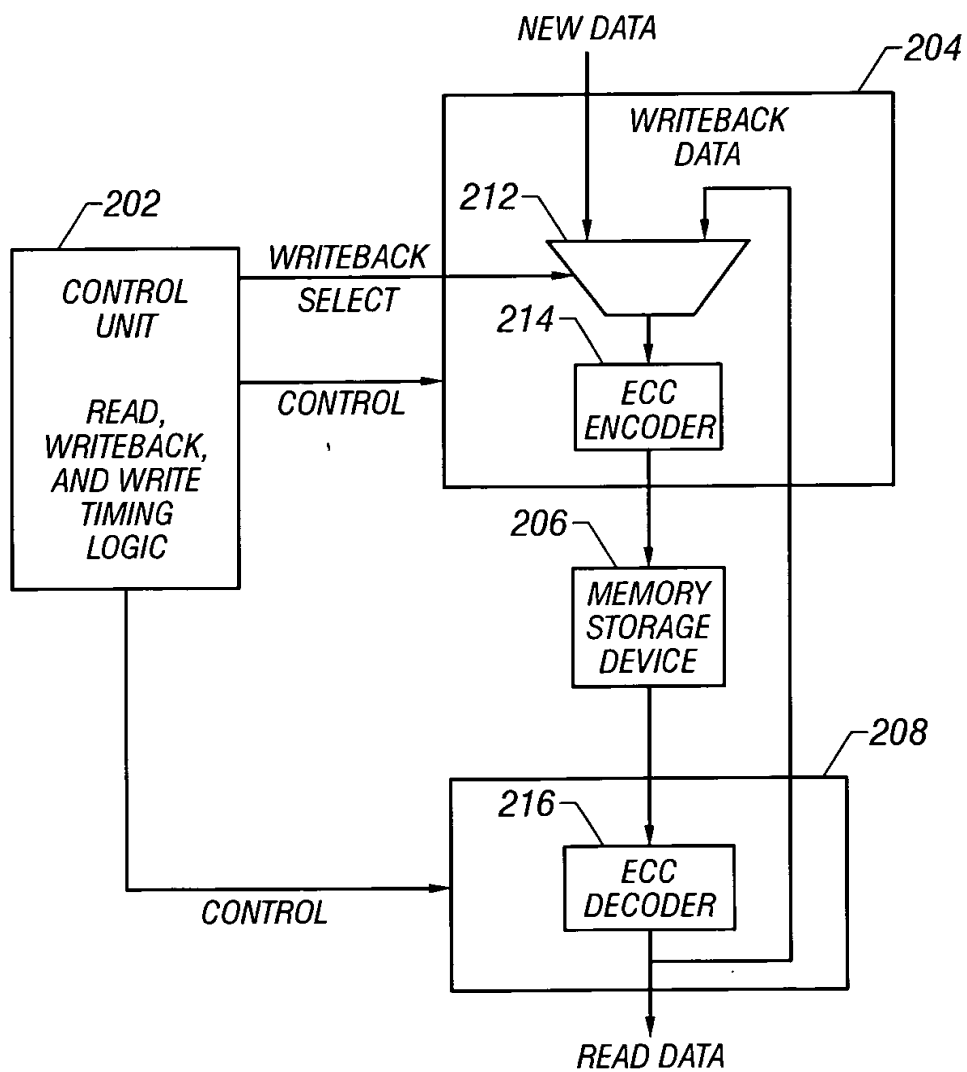 NEW DATA
204
WRITEBACK
DATA
202
212
CONTROL
UNIT
READ,
WRITEBACK,
AND WRITE
TIMING
LOGIC
WRITEBACK
SELECT
CONTROL
214
ECC
ENCODER
206
MEMORY
STORAGE
DEVICE
208
216
ECC
DECODER
CONTROL
READ DATA